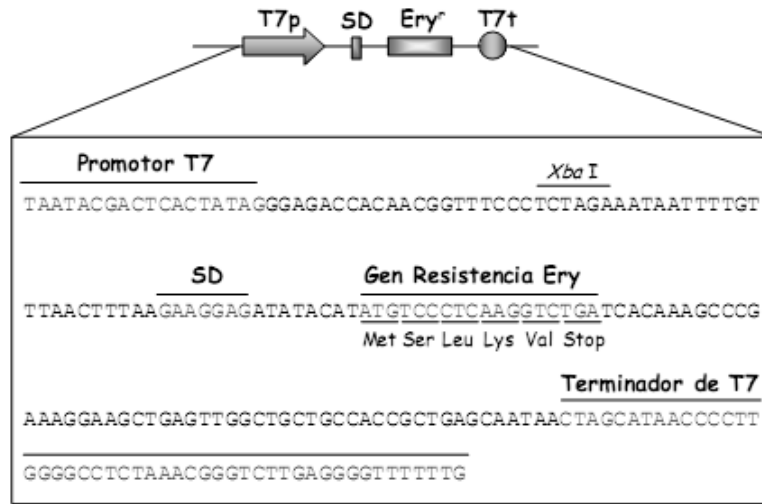 T7p SD Eryʳ T7t
Promotor T7 Xba I
TAATACGACTCACTATAGGGAGACCACAACGGTTTCCCTCTAGAAATAATTTTGT
SD Gen Resistencia Ery
TTAACTTTAAGAAGGAGATATACATATGTCCCTCAAGGTCTGATCACAAAGCCCG
Met Ser Leu Lys Val Stop
Terminador de T7
AAAGGAAGCTGAGTTGGCTGCTGCCACCGCTGAGCAATAACTAGCATAACCCCTT
GGGGCCTCTAAACGGGTCTTGAGGGGTTTTTTG